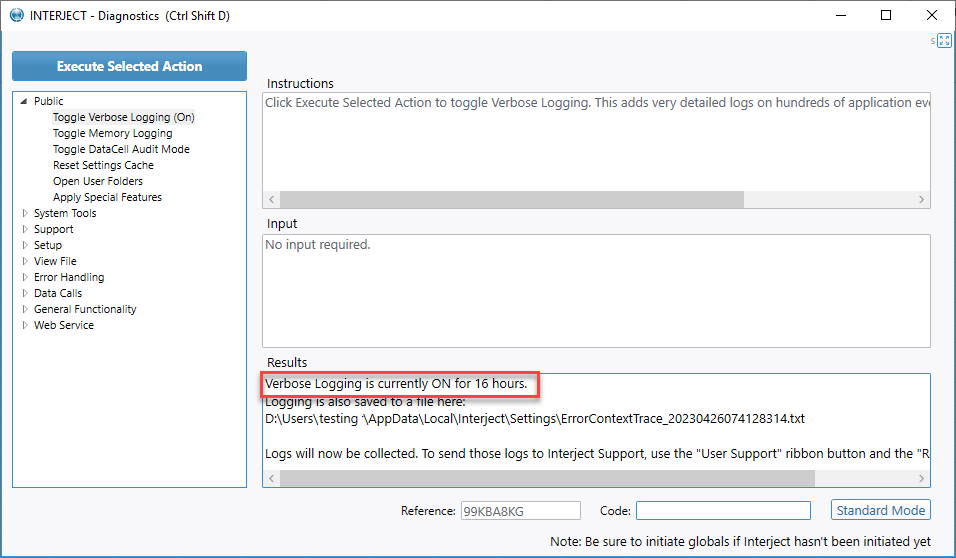 INTERJECT - Diagnostics (Ctrl Shift D)
s
Execute Selected Action
Public
Toggle Verbose Logging (On)
Toggle Memory Logging
Toggle DataCell Audit Mode
Reset Settings Cache
Open User Folders
Apply Special Features
System Tools
Support
Setup
View File
Error Handling
Data Calls
General Functionality
Web Service
Instructions
Click Execute Selected Action to toggle Verbose Logging. This adds very detailed logs on hundreds of application eve
Input
No input required.
Results
Verbose Logging is currently ON for 16 hours.
Logging is also saved to a file here:
D:\Users\testing '\AppData\Local\Interject\Settings\ErrorContextTrace_20230426074128314.txt
Logs will now be collected. To send those logs to Interject Support, use the "User Support" ribbon button and the "R
Reference: 99KBA8KG Code: Standard Mode
Note: Be sure to initiate globals if Interject hasn't been initiated yet